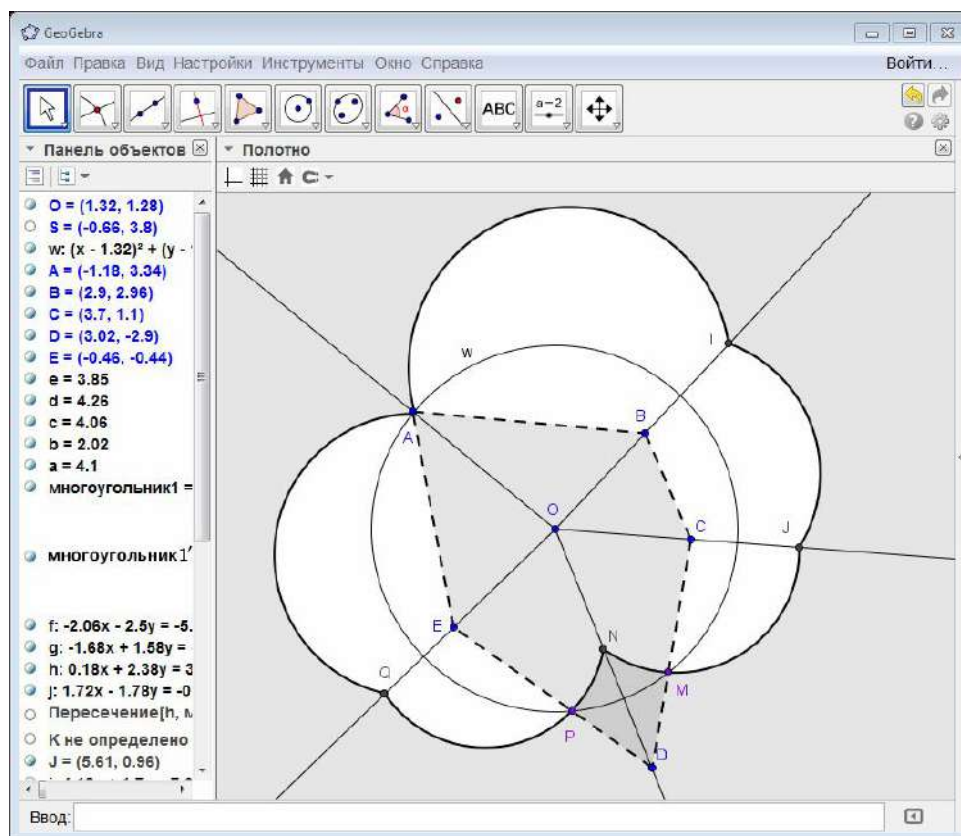 GeoGebra
Файл Правка Вид Настройки Инструменты Окно Справка Войти...
ABC a=2
Панель объектов
Полотно
O = (1.32, 1.28)
S = (-0.66, 3.8)
w: (x - 1.32)² + (y -
A = (-1.18, 3.34)
B = (2.9, 2.96)
C = (3.7, 1.1)
D = (3.02, -2.9)
E = (-0.46, -0.44)
e = 3.85
d = 4.26
c = 4.06
b = 2.02
a = 4.1
многоугольник1 =
многоугольник1′
f: -2.06x - 2.5y = -5.
g: -1.68x + 1.58y =
h: 0.18x + 2.38y = 3
j: 1.72x - 1.78y = -0
Пересечение[h, м
К не определено
J = (5.61, 0.96)
w
I
A
B
O
C
J
E
N
Q
M
P
D
Ввод: